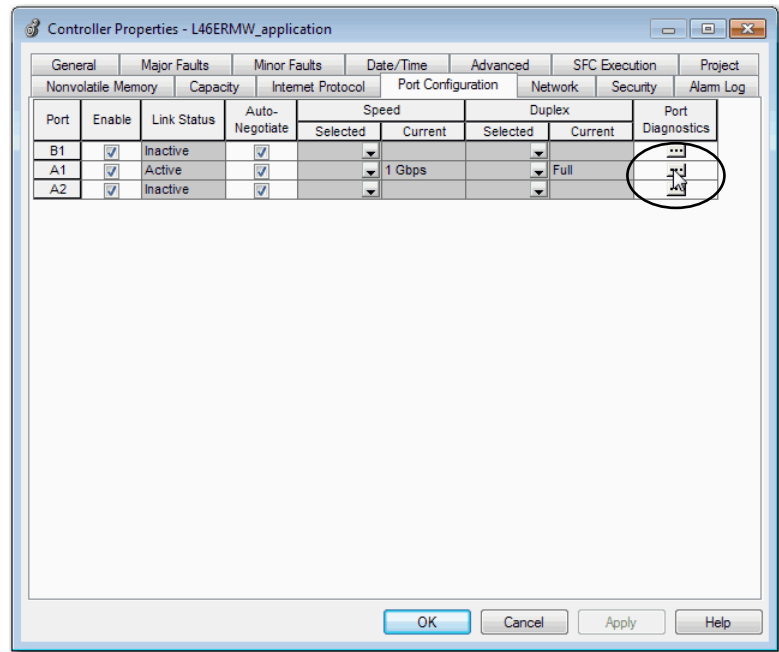 Controller Properties - L46ERMW_application
General Major Faults Minor Faults Date/Time Advanced SFC Execution Project
Nonvolatile Memory Capacity Internet Protocol Port Configuration Network Security Alarm Log
Port Enable Link Status Auto-Negotiate Speed Duplex Port Diagnostics
Selected Current Selected Current
B1 Inactive ...
A1 Active 1 Gbps Full ...
A2 Inactive
OK Cancel Apply Help